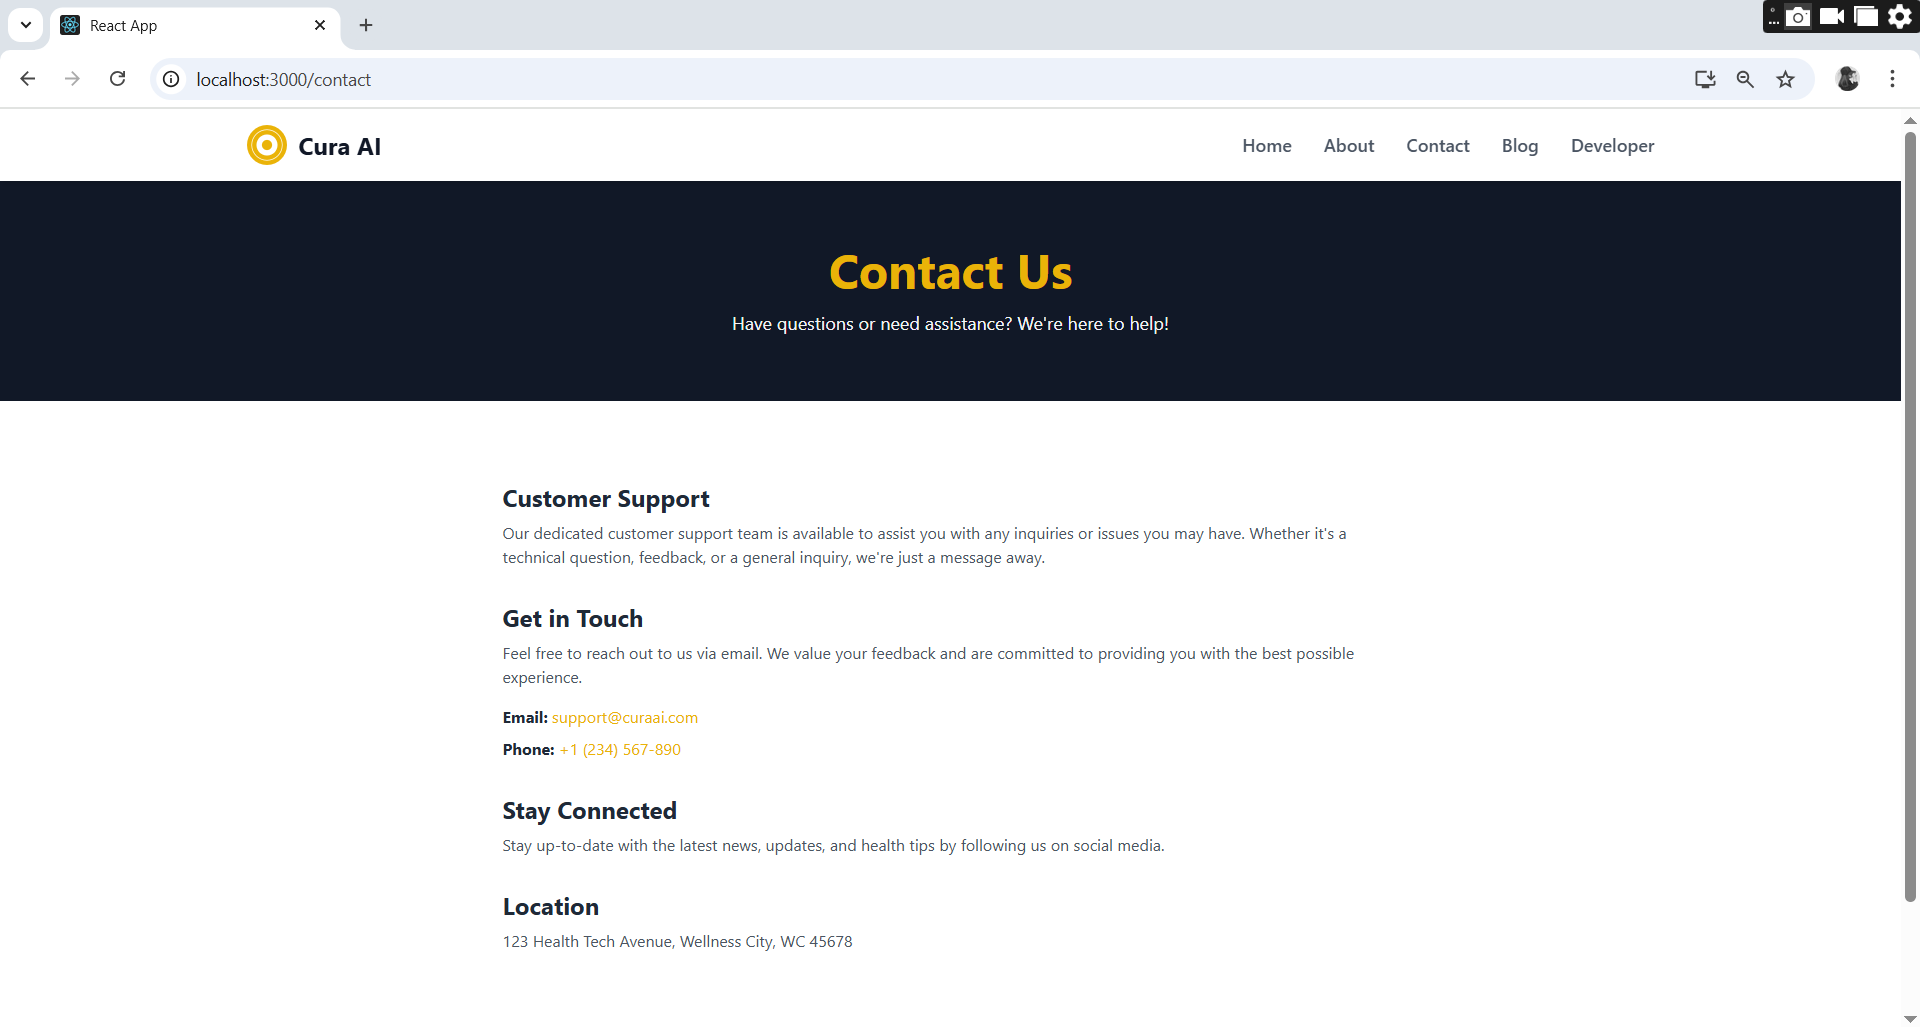 React App
localhost:3000/contact
Cura AI
Home About Contact Blog Developer
Contact Us
Have questions or need assistance? We're here to help!
Customer Support
Our dedicated customer support team is available to assist you with any inquiries or issues you may have. Whether it's a
technical question, feedback, or a general inquiry, we're just a message away.
Get in Touch
Feel free to reach out to us via email. We value your feedback and are committed to providing you with the best possible
experience.
Email: support@curaai.com
Phone: +1 (234) 567-890
Stay Connected
Stay up-to-date with the latest news, updates, and health tips by following us on social media.
Location
123 Health Tech Avenue, Wellness City, WC 45678